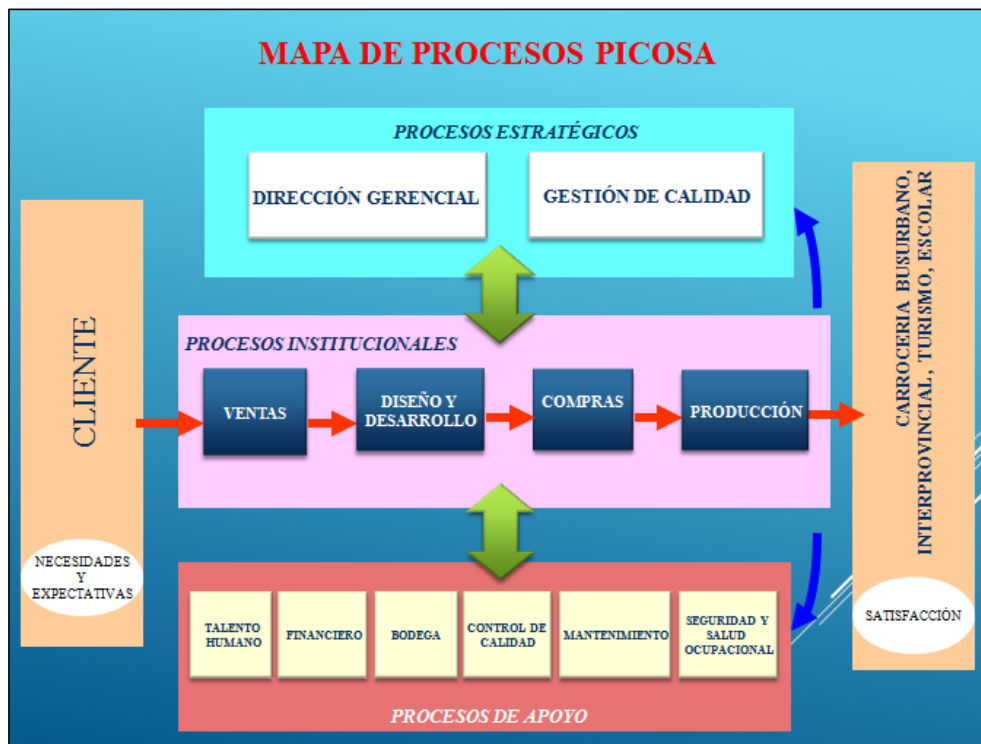 MAPA DE PROCESOS PICOSA
PROCESOS ESTRATÉGICOS
DIRECCIÓN GERENCIAL
GESTIÓN DE CALIDAD
CLIENTE
NECESIDADES
Y
EXPECTATIVAS
PROCESOS INSTITUCIONALES
VENTAS
DISEÑO Y
DESARROLLO
COMPRAS
PRODUCCIÓN
CARROCERIA BUSURBANO,
INTERPROVINCIAL, TURISMO, ESCOLAR
SATISFACCIÓN
TALENTO
HUMANO
FINANCIERO
BODEGA
CONTROL DE
CALIDAD
MANTENIMIENTO
SEGURIDAD Y
SALUD
OCUPACIONAL
PROCESOS DE APOYO